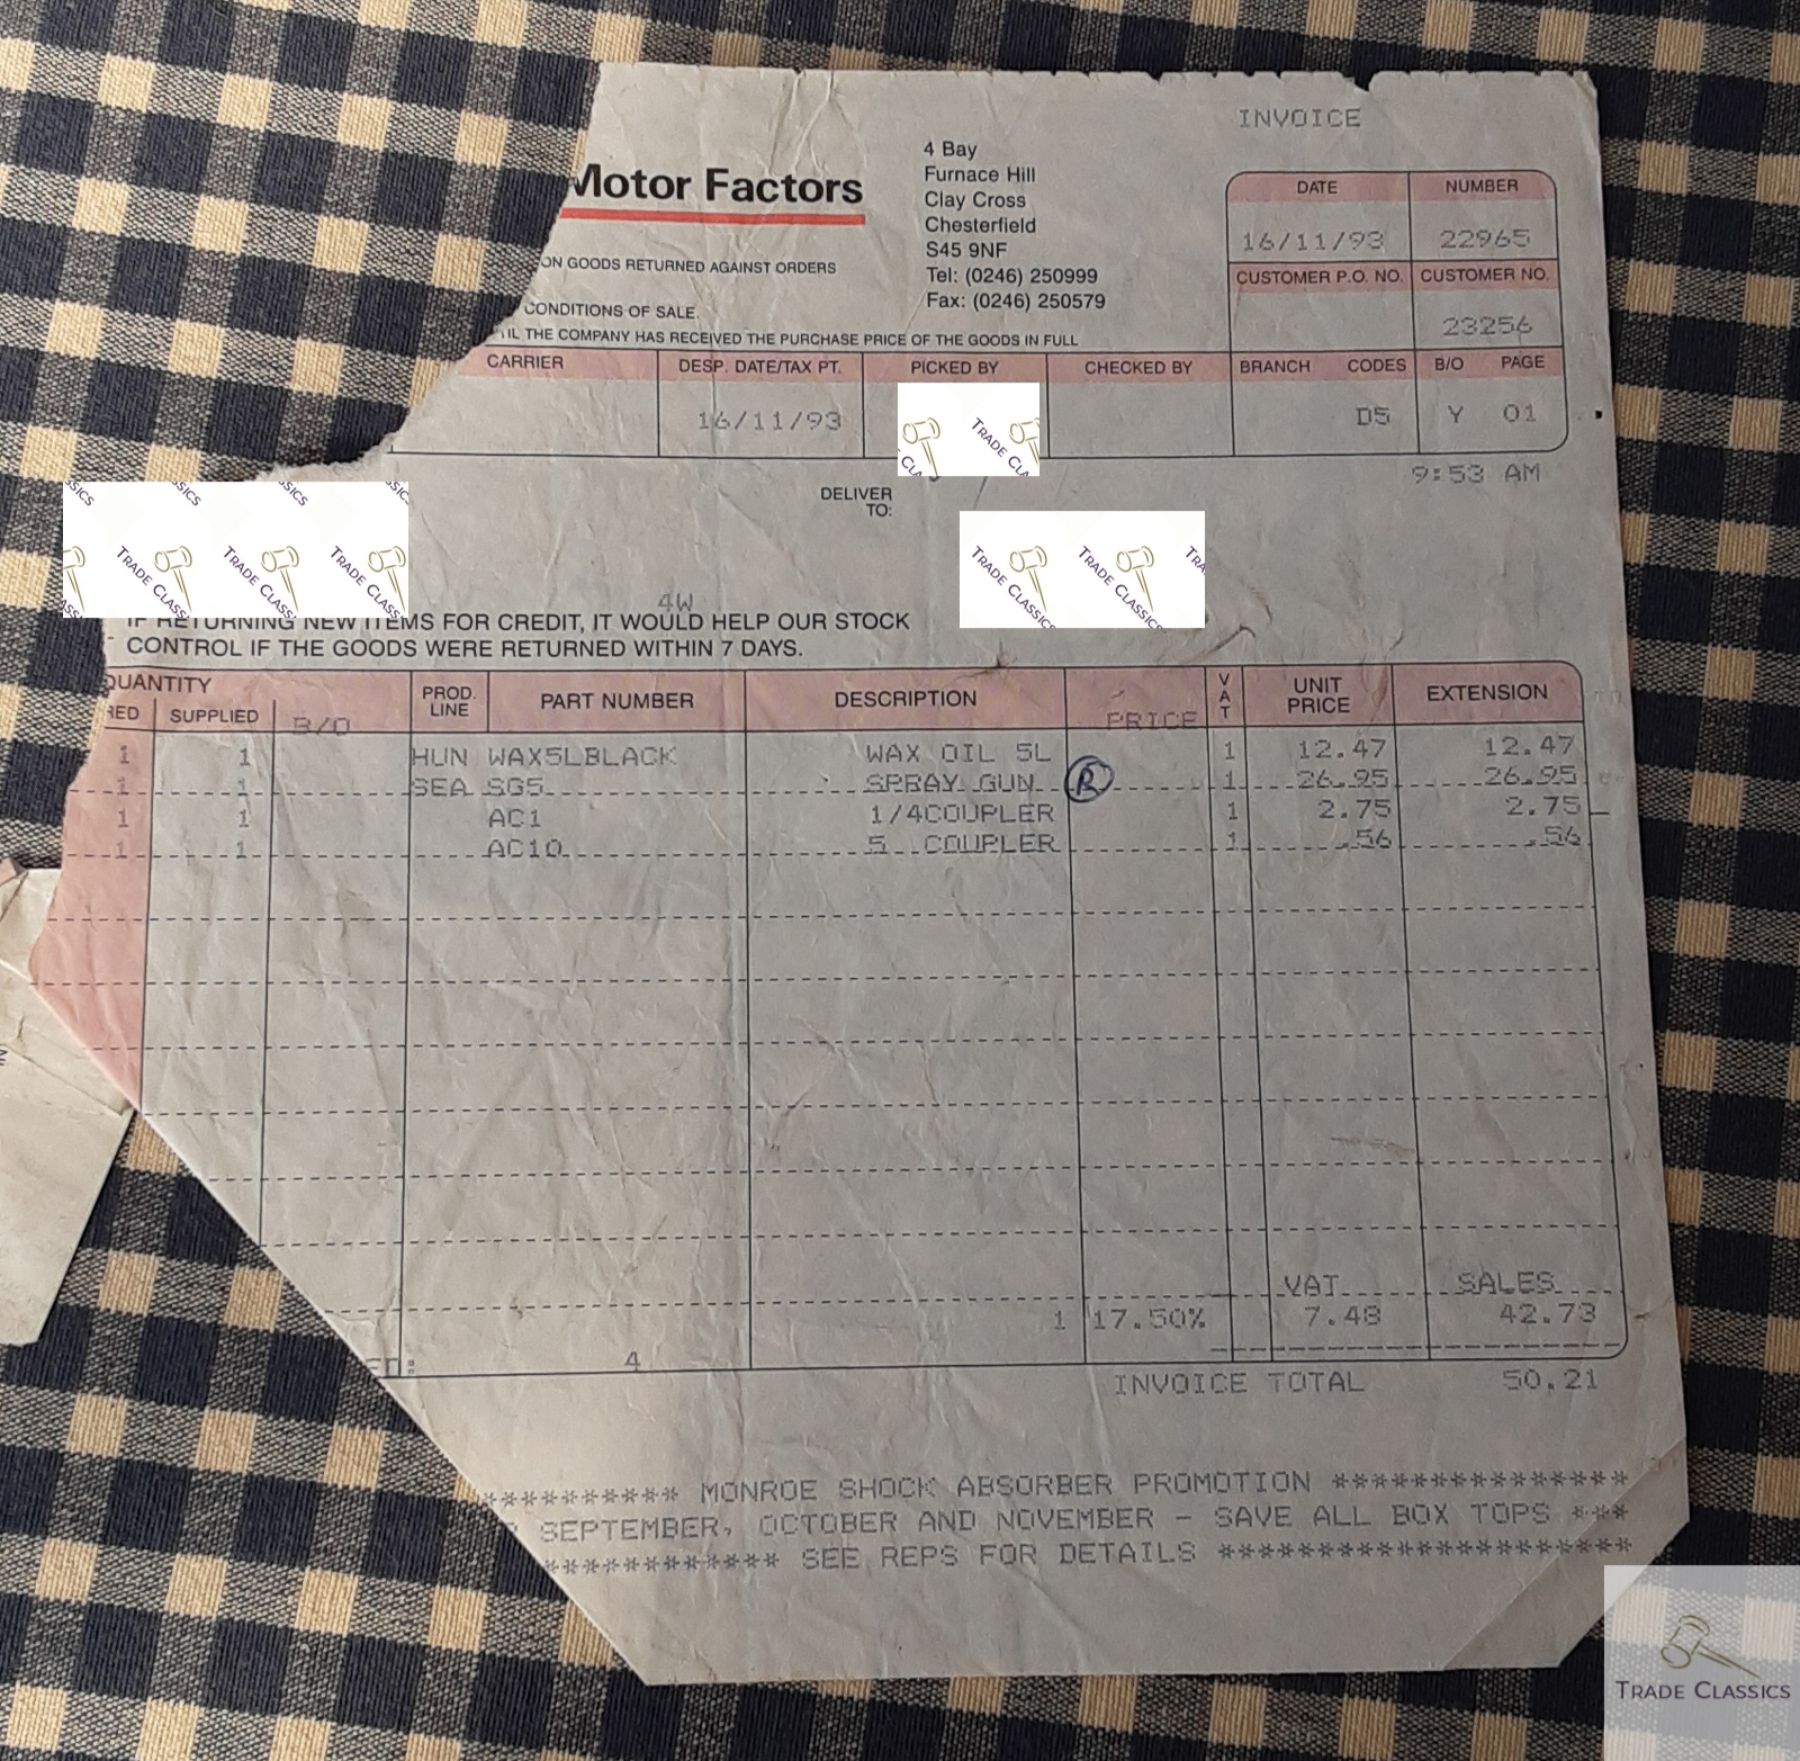 INVOICE
Motor Factors
4 Bay
Furnace Hill
Clay Cross
Chesterfield
S45 9NF
Tel: (0246) 250999
Fax: (0246) 250579
DATE NUMBER
16/11/93 22965
CUSTOMER P.O. NO. CUSTOMER NO.
23256
ON GOODS RETURNED AGAINST ORDERS
CONDITIONS OF SALE.
THE COMPANY HAS RECEIVED THE PURCHASE PRICE OF THE GOODS IN FULL
CARRIER DESP. DATE/TAX PT. PICKED BY CHECKED BY BRANCH CODES B/O PAGE
16/11/93 D5 Y 01
9:53 AM
DELIVER
TO:
4W
IF RETURNING NEW ITEMS FOR CREDIT, IT WOULD HELP OUR STOCK
CONTROL IF THE GOODS WERE RETURNED WITHIN 7 DAYS.
QUANTITY PROD. LINE PART NUMBER DESCRIPTION PRICE VAT UNIT PRICE EXTENSION
SUPPLIED B/O
1 1 HUN WAX5LBLACK WAX OIL 5L 1 12.47 12.47
1 1 SEA SG5 SPRAY GUN R 1 26.95 26.95
1 1 AC1 1/4COUPLER 1 2.75 2.75
1 1 AC10 5 COUPLER 1 .56 .56
VAT SALES
1 17.50% 7.48 42.73
4
INVOICE TOTAL 50.21
********** MONROE SHOCK ABSORBER PROMOTION ***************
SEPTEMBER, OCTOBER AND NOVEMBER - SAVE ALL BOX TOPS ***
************ SEE REPS FOR DETAILS *********************
TRADE CLASSICS